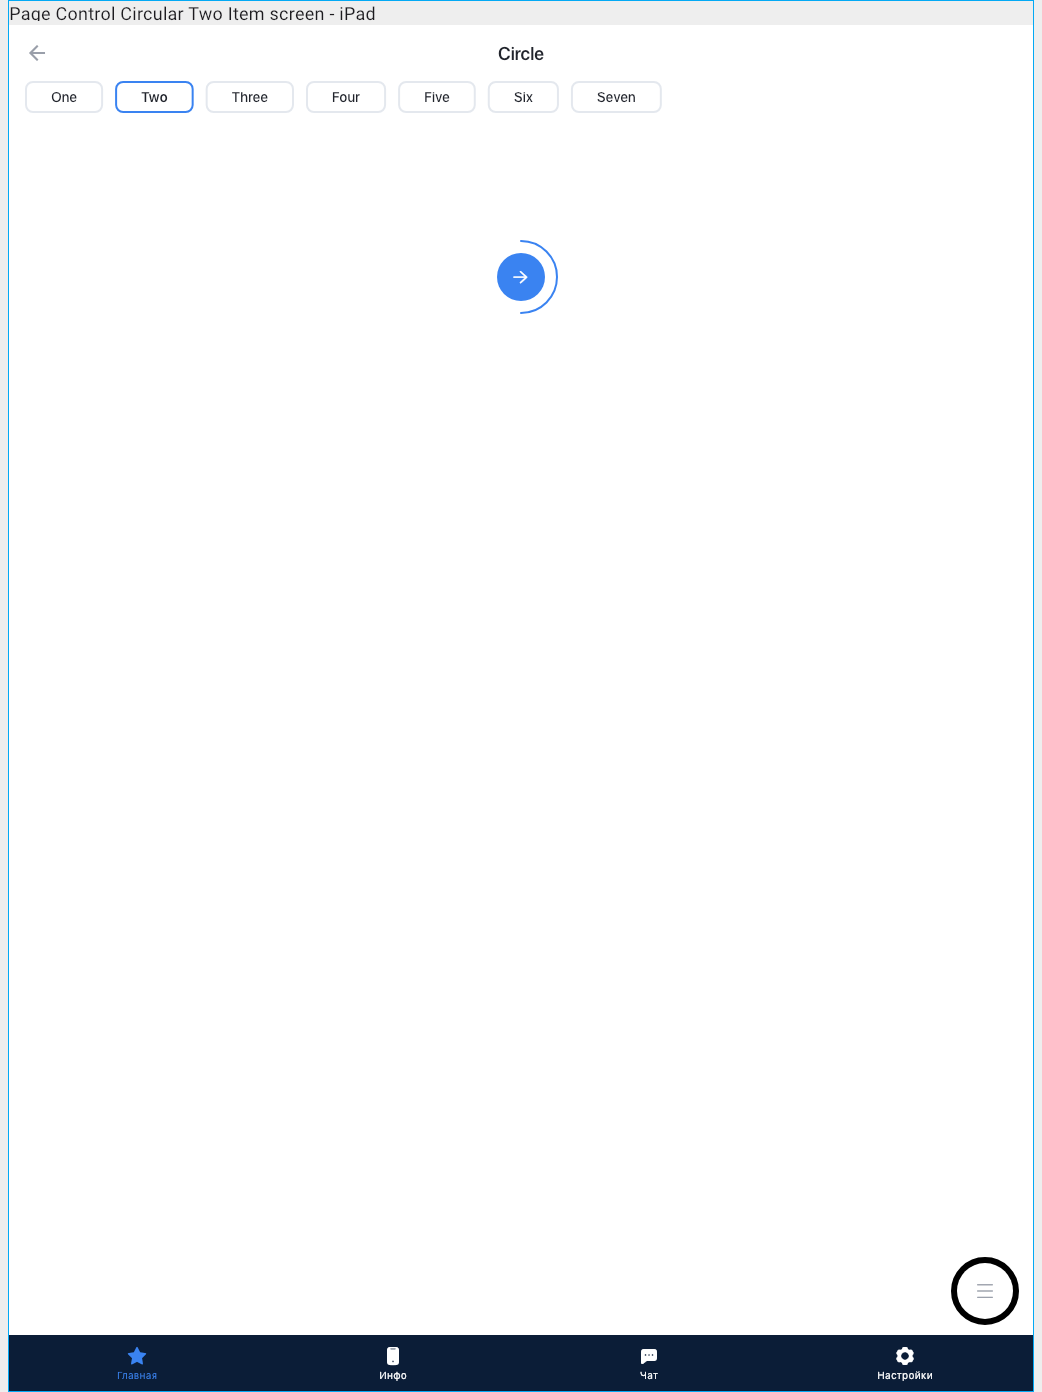 Page Control Circular Two Item screen - iPad
Circle
One Two Three Four Five Six Seven
Главная Инфо Чат Настройки